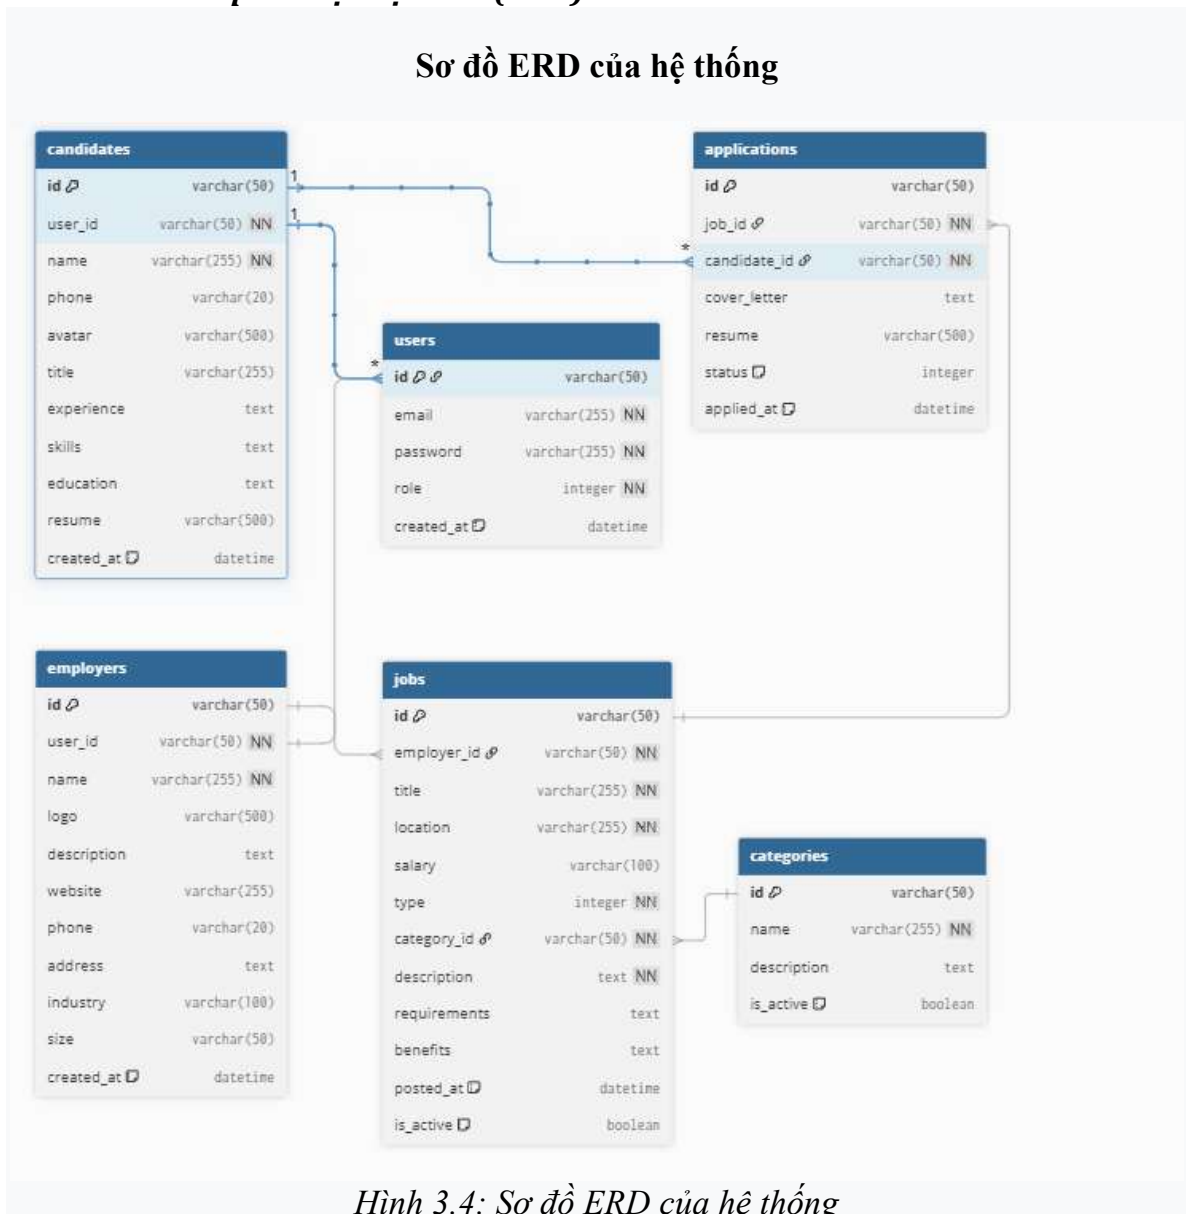 Sơ đồ ERD của hệ thống
candidates
id varchar(50)
user_id varchar(50) NN
name varchar(255) NN
phone varchar(20)
avatar varchar(500)
title varchar(255)
experience text
skills text
education text
resume varchar(500)
created_at datetime
1
1
*
*
applications
id varchar(50)
job_id varchar(50) NN
candidate_id varchar(50) NN
cover_letter text
resume varchar(500)
status integer
applied_at datetime
users
id varchar(50)
email varchar(255) NN
password varchar(255) NN
role integer NN
created_at datetime
employers
id varchar(50)
user_id varchar(50) NN
name varchar(255) NN
logo varchar(500)
description text
website varchar(255)
phone varchar(20)
address text
industry varchar(100)
size varchar(50)
created_at datetime
jobs
id varchar(50)
employer_id varchar(50) NN
title varchar(255) NN
location varchar(255) NN
salary varchar(100)
type integer NN
category_id varchar(50) NN
description text NN
requirements text
benefits text
posted_at datetime
is_active boolean
categories
id varchar(50)
name varchar(255) NN
description text
is_active boolean
Hình 3.4: Sơ đồ ERD của hệ thống